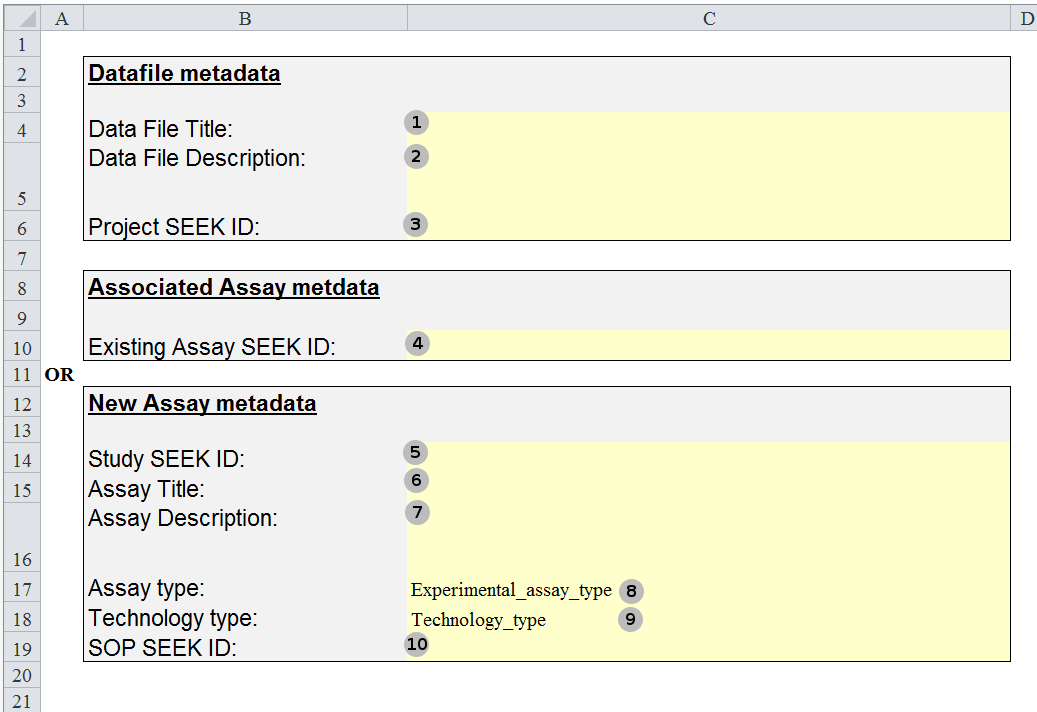 A B C D
1
2 Datafile metadata
3
4 Data File Title: 1
Data File Description: 2
5
6 Project SEEK ID: 3
7
8 Associated Assay metdata
9
10 Existing Assay SEEK ID: 4
11 OR
12 New Assay metadata
13
14 Study SEEK ID: 5
15 Assay Title: 6
Assay Description: 7
16
17 Assay type: Experimental_assay_type 8
18 Technology type: Technology_type 9
19 SOP SEEK ID: 10
20
21